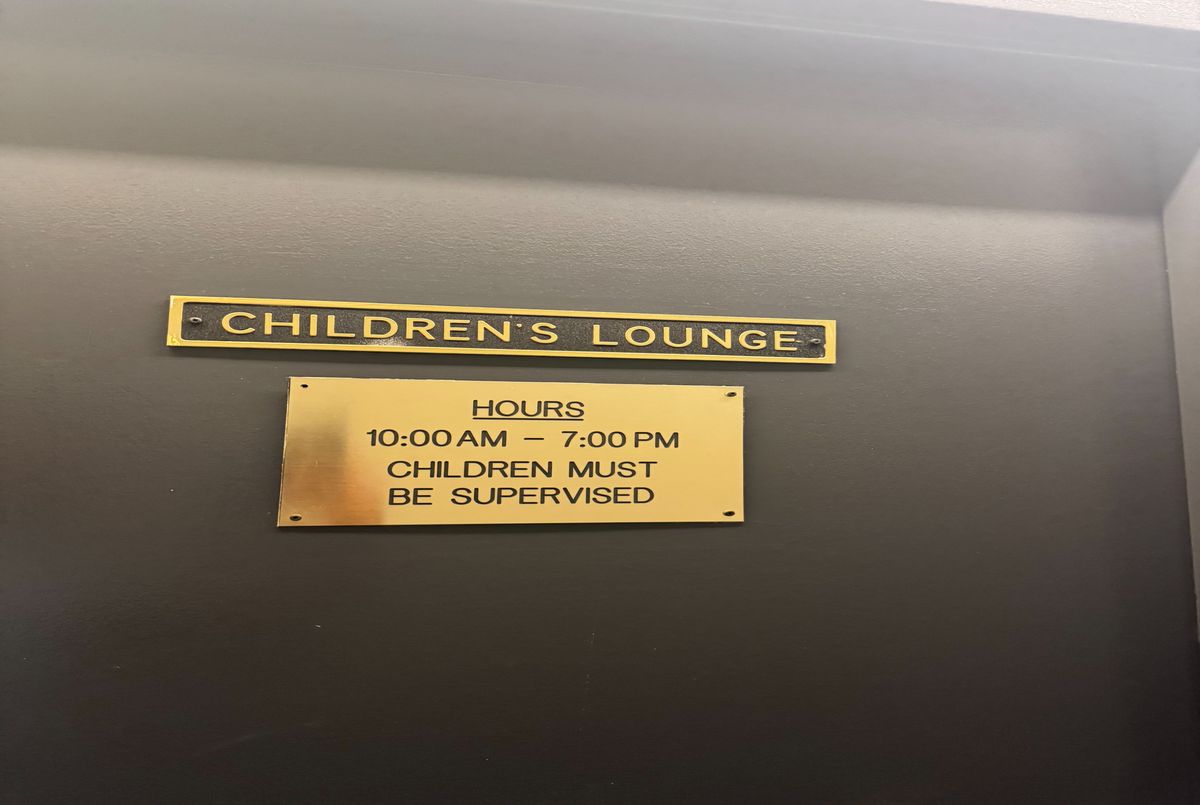 CHILDREN'S LOUNGE
HOURS
10:00 AM – 7:00 PM
CHILDREN MUST
BE SUPERVISED